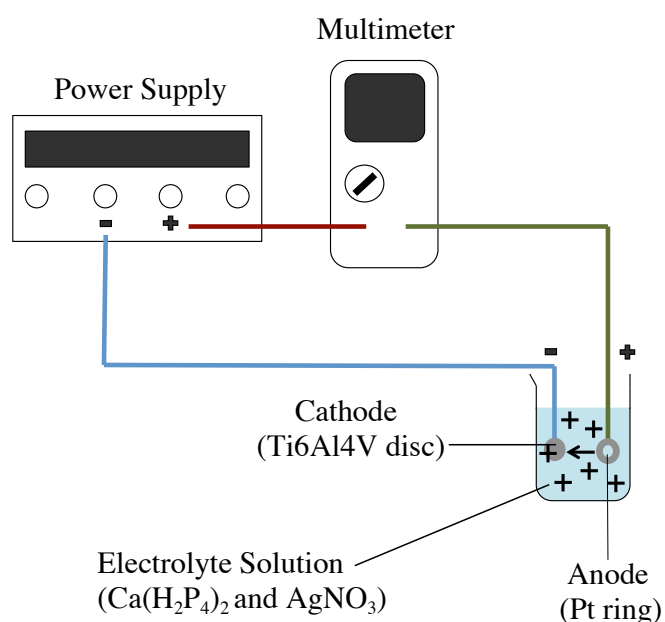 Multimeter
Power Supply
- +
- +
Cathode
(Ti6Al4V disc)
+ + + + + +
Electrolyte Solution
(Ca(H₂P₄)₂ and AgNO₃)
Anode
(Pt ring)